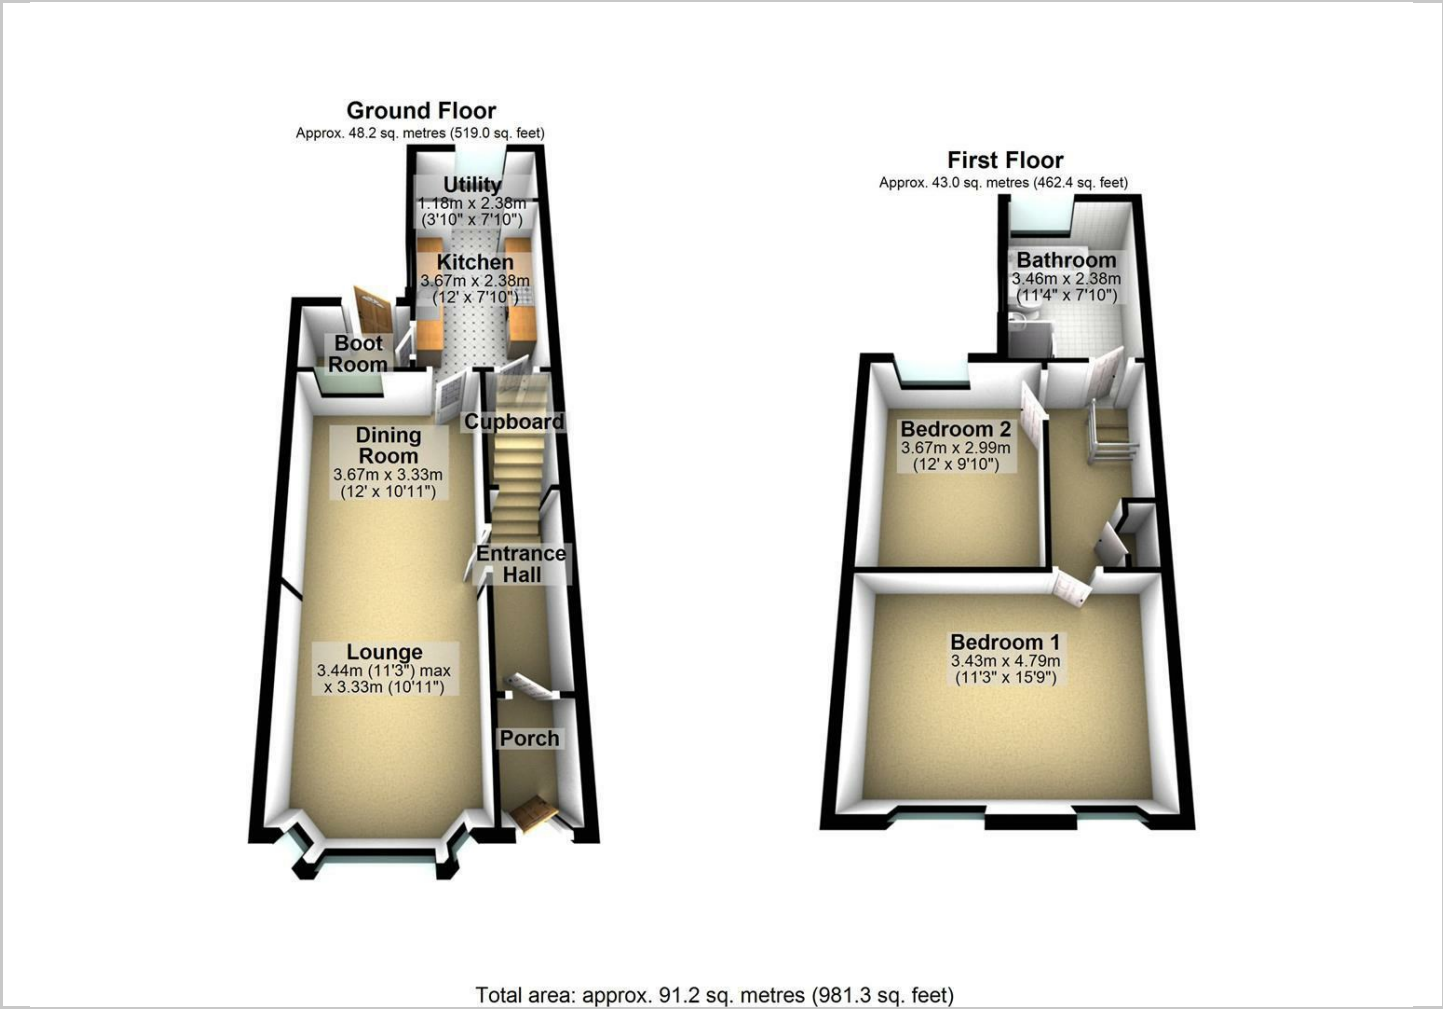 Ground Floor
Approx. 48.2 sq. metres (519.0 sq. feet)
Utility
1.18m x 2.38m
(3'10" x 7'10")
Kitchen
3.67m x 2.38m
(12' x 7'10")
Boot
Room
Cupboard
Dining
Room
3.67m x 3.33m
(12' x 10'11")
Entrance
Hall
Lounge
3.44m (11'3") max
x 3.33m (10'11")
Porch
First Floor
Approx. 43.0 sq. metres (462.4 sq. feet)
Bathroom
3.46m x 2.38m
(11'4" x 7'10")
Bedroom 2
3.67m x 2.99m
(12' x 9'10")
Bedroom 1
3.43m x 4.79m
(11'3" x 15'9")
Total area: approx. 91.2 sq. metres (981.3 sq. feet)